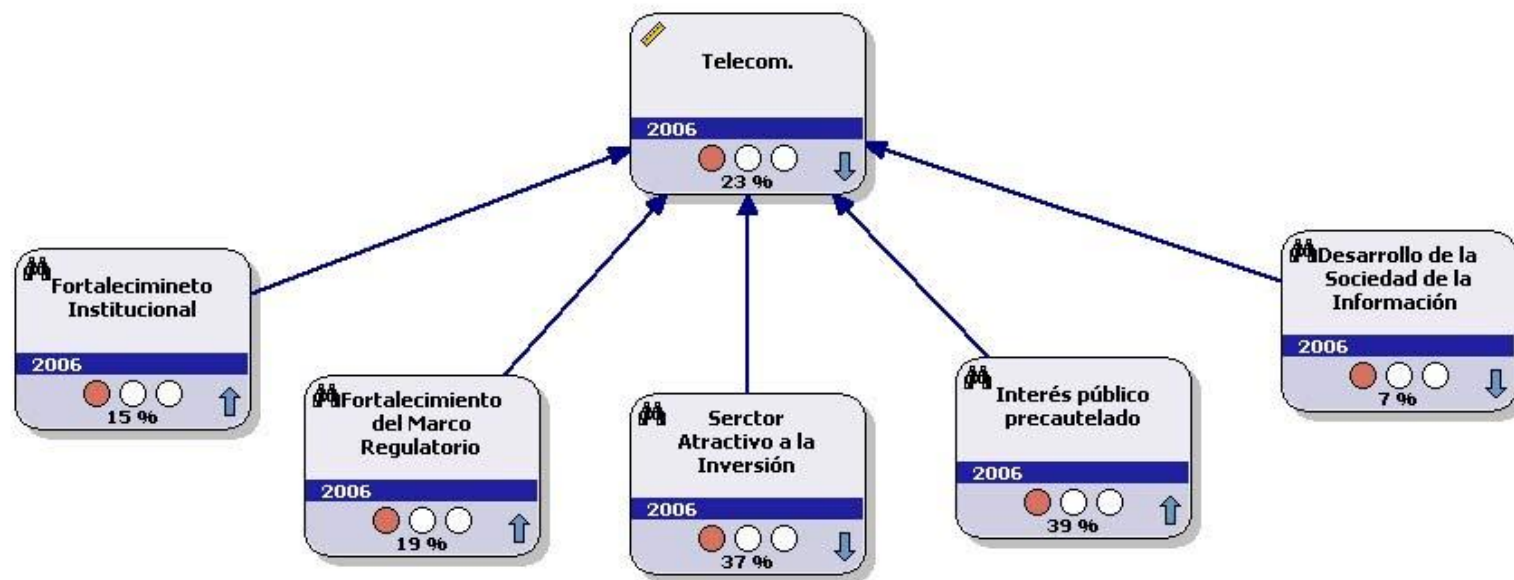 Telecom.
2006
23 %
Fortalecimineto
Institucional
2006
15 %
Fortalecimiento
del Marco
Regulatorio
2006
19 %
Serctor
Atractivo a la
Inversión
2006
37 %
Interés público
precautelado
2006
39 %
Desarrollo de la
Sociedad de la
Información
2006
7 %